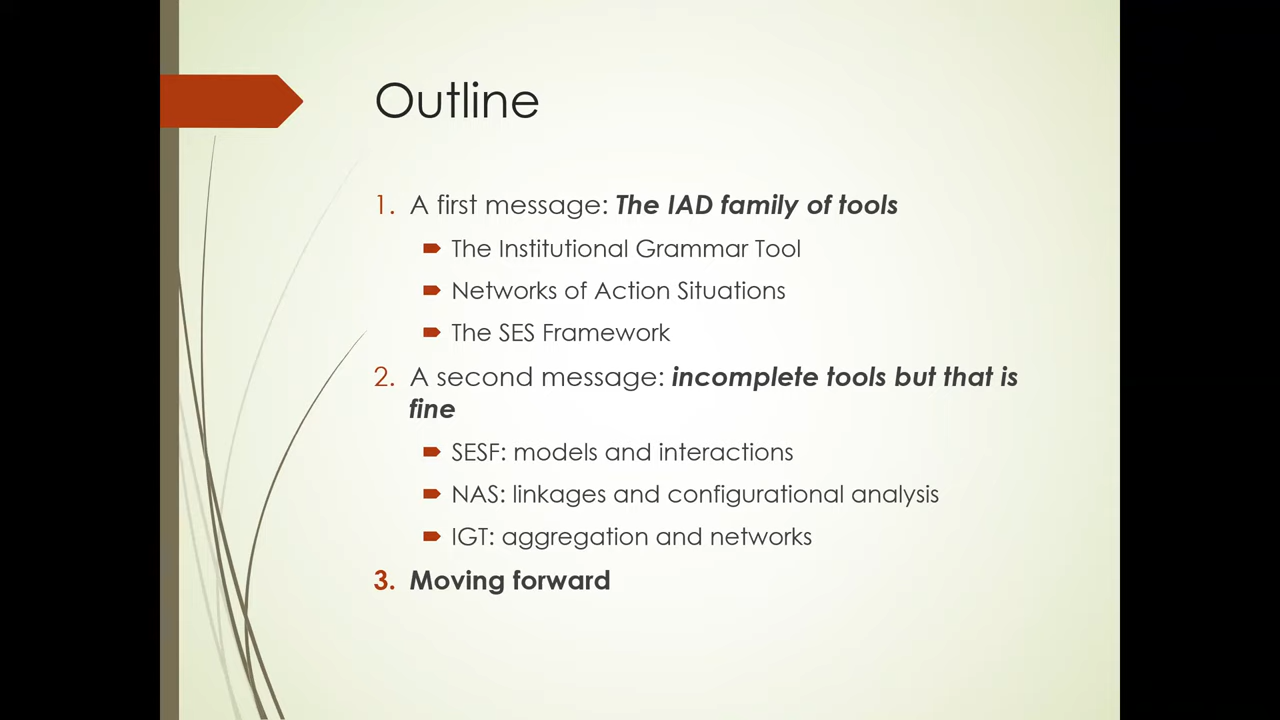 Outline
1. A first message: The IAD family of tools
The Institutional Grammar Tool
Networks of Action Situations
The SES Framework
2. A second message: incomplete tools but that is
fine
SESF: models and interactions
NAS: linkages and configurational analysis
IGT: aggregation and networks
3. Moving forward